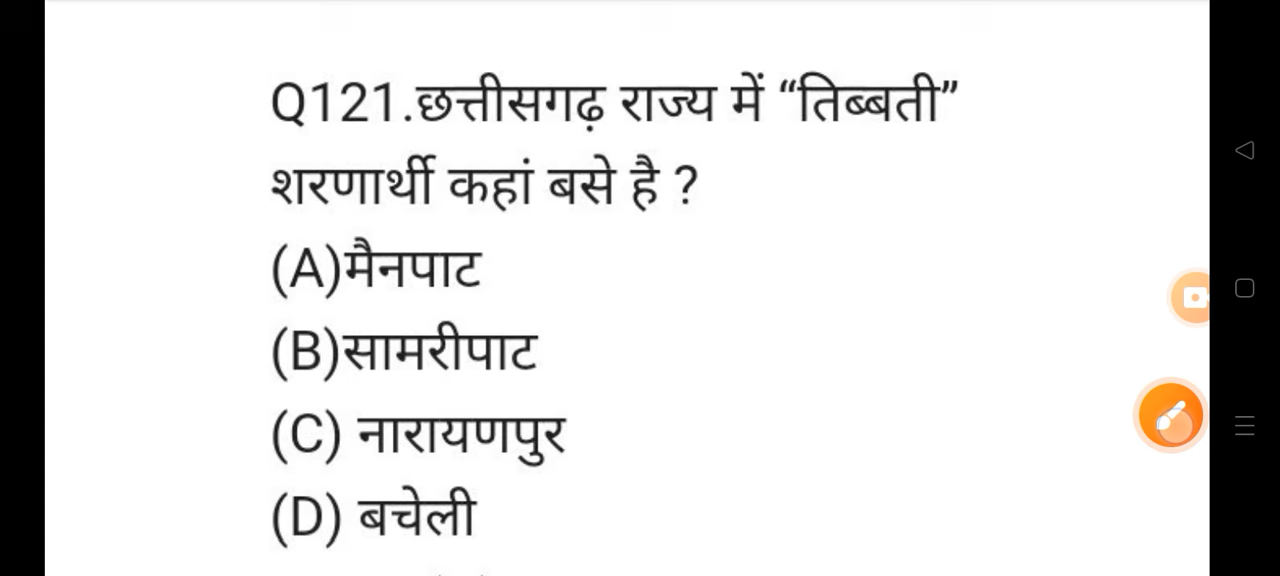 Q121.छत्तीसगढ़ राज्य में “तिब्बती”
शरणार्थी कहां बसे है ?
(A)मैनपाट
(B)सामरीपाट
(C) नारायणपुर
(D) बचेली